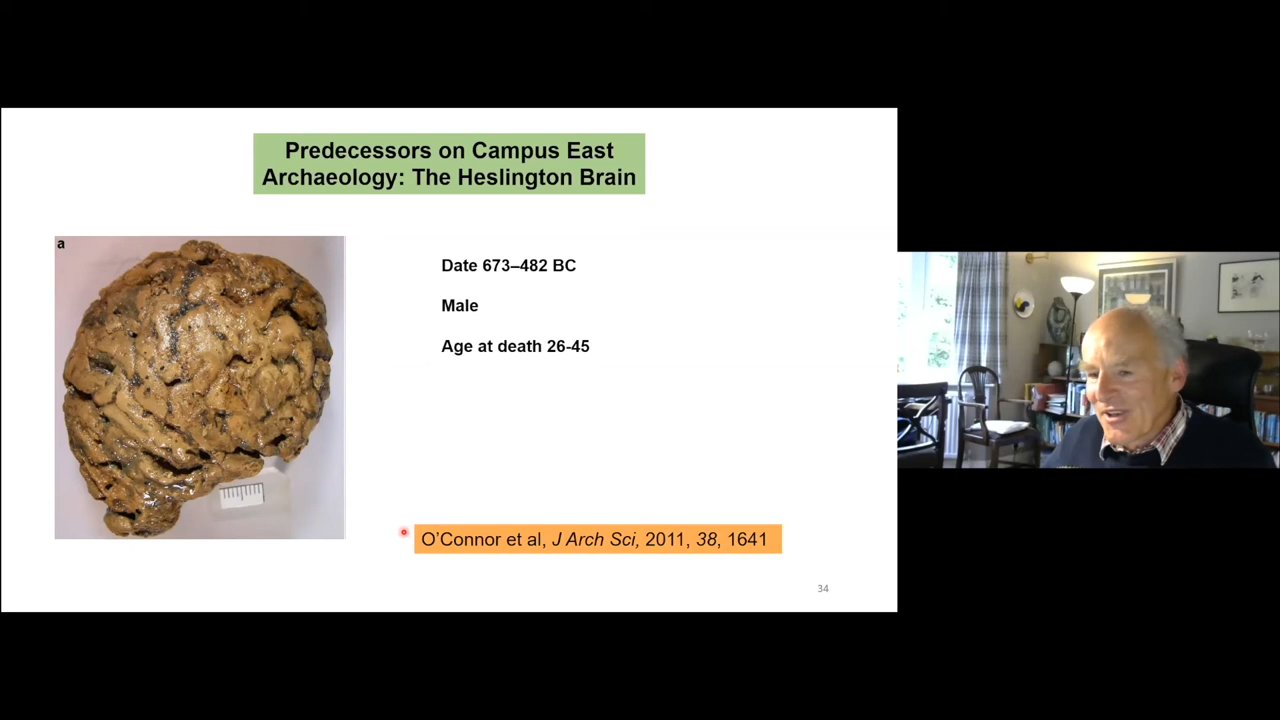 Predecessors on Campus East
Archaeology: The Heslington Brain
a
Date 673–482 BC
Male
Age at death 26-45
O’Connor et al, J Arch Sci, 2011, 38, 1641
34